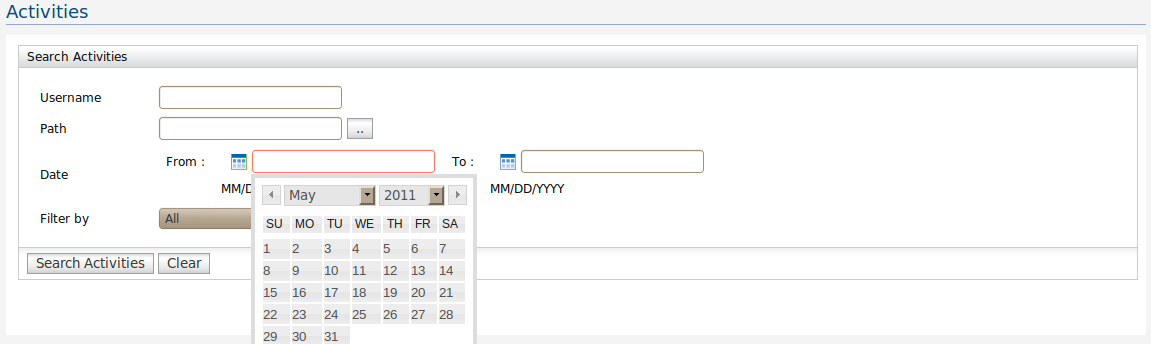 Activities
Search Activities
Username
Path
..
Date
From :
To :
MM/D
MM/DD/YYYY
May
2011
Filter by
All
SU MO TU WE TH FR SA
1 2 3 4 5 6 7
8 9 10 11 12 13 14
15 16 17 18 19 20 21
22 23 24 25 26 27 28
29 30 31
Search Activities
Clear